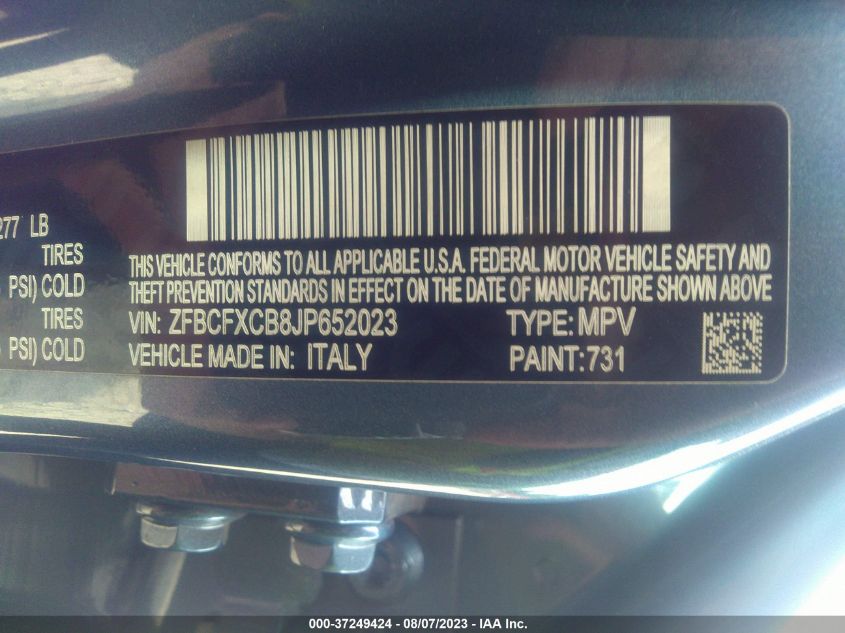 277 LB
TIRES
PSI) COLD
TIRES
PSI) COLD
THIS VEHICLE CONFORMS TO ALL APPLICABLE U.S.A. FEDERAL MOTOR VEHICLE SAFETY AND
THEFT PREVENTION STANDARDS IN EFFECT ON THE DATE OF MANUFACTURE SHOWN ABOVE
VIN: ZFBCFXCB8JP652023 TYPE: MPV
VEHICLE MADE IN: ITALY PAINT: 731
000-37249424 - 08/07/2023 - IAA Inc.